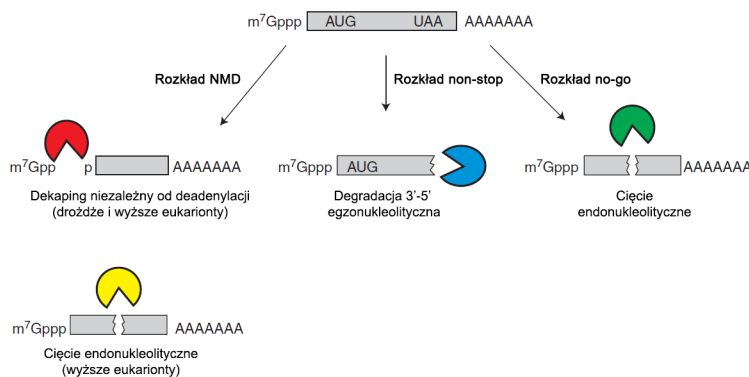 m⁷Gppp AUG UAA AAAAAAA
Rozkład NMD
Rozkład non-stop
Rozkład no-go
m⁷Gpp p AAAAAAA
Dekaping niezależny od deadenylacji
(drożdże i wyższe eukarionty)
m⁷Gppp AUG
Degradacja 3'-5'
egzonukleolityczna
m⁷Gppp AAAAAAA
Cięcie
endonukleolityczne
m⁷Gppp AAAAAAA
Cięcie endonukleolityczne
(wyższe eukarionty)